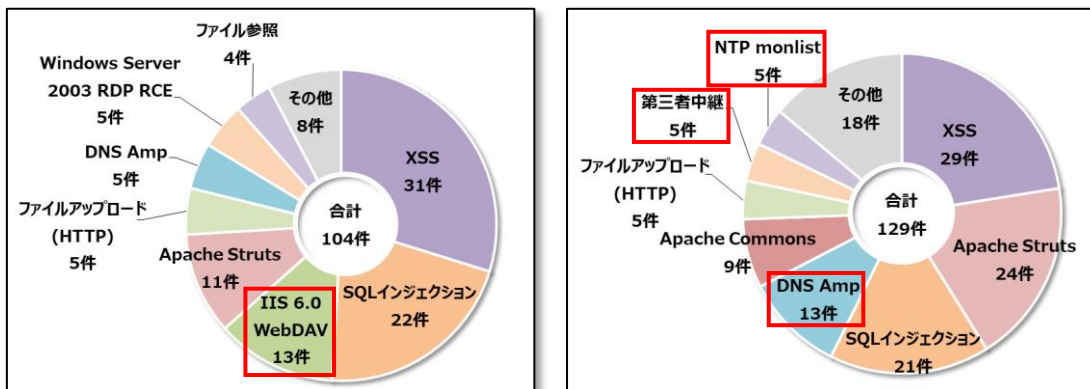 ファイル参照
4件
Windows Server
2003 RDP RCE
5件
DNS Amp
5件
ファイルアップロード
(HTTP)
5件
Apache Struts
11件
IIS 6.0
WebDAV
13件
SQLインジェクション
22件
XSS
31件
その他
8件
合計
104件
NTP monlist
5件
第三者中継
5件
ファイルアップロード
(HTTP)
5件
Apache Commons
9件
DNS Amp
13件
SQLインジェクション
21件
Apache Struts
24件
XSS
29件
その他
18件
合計
129件